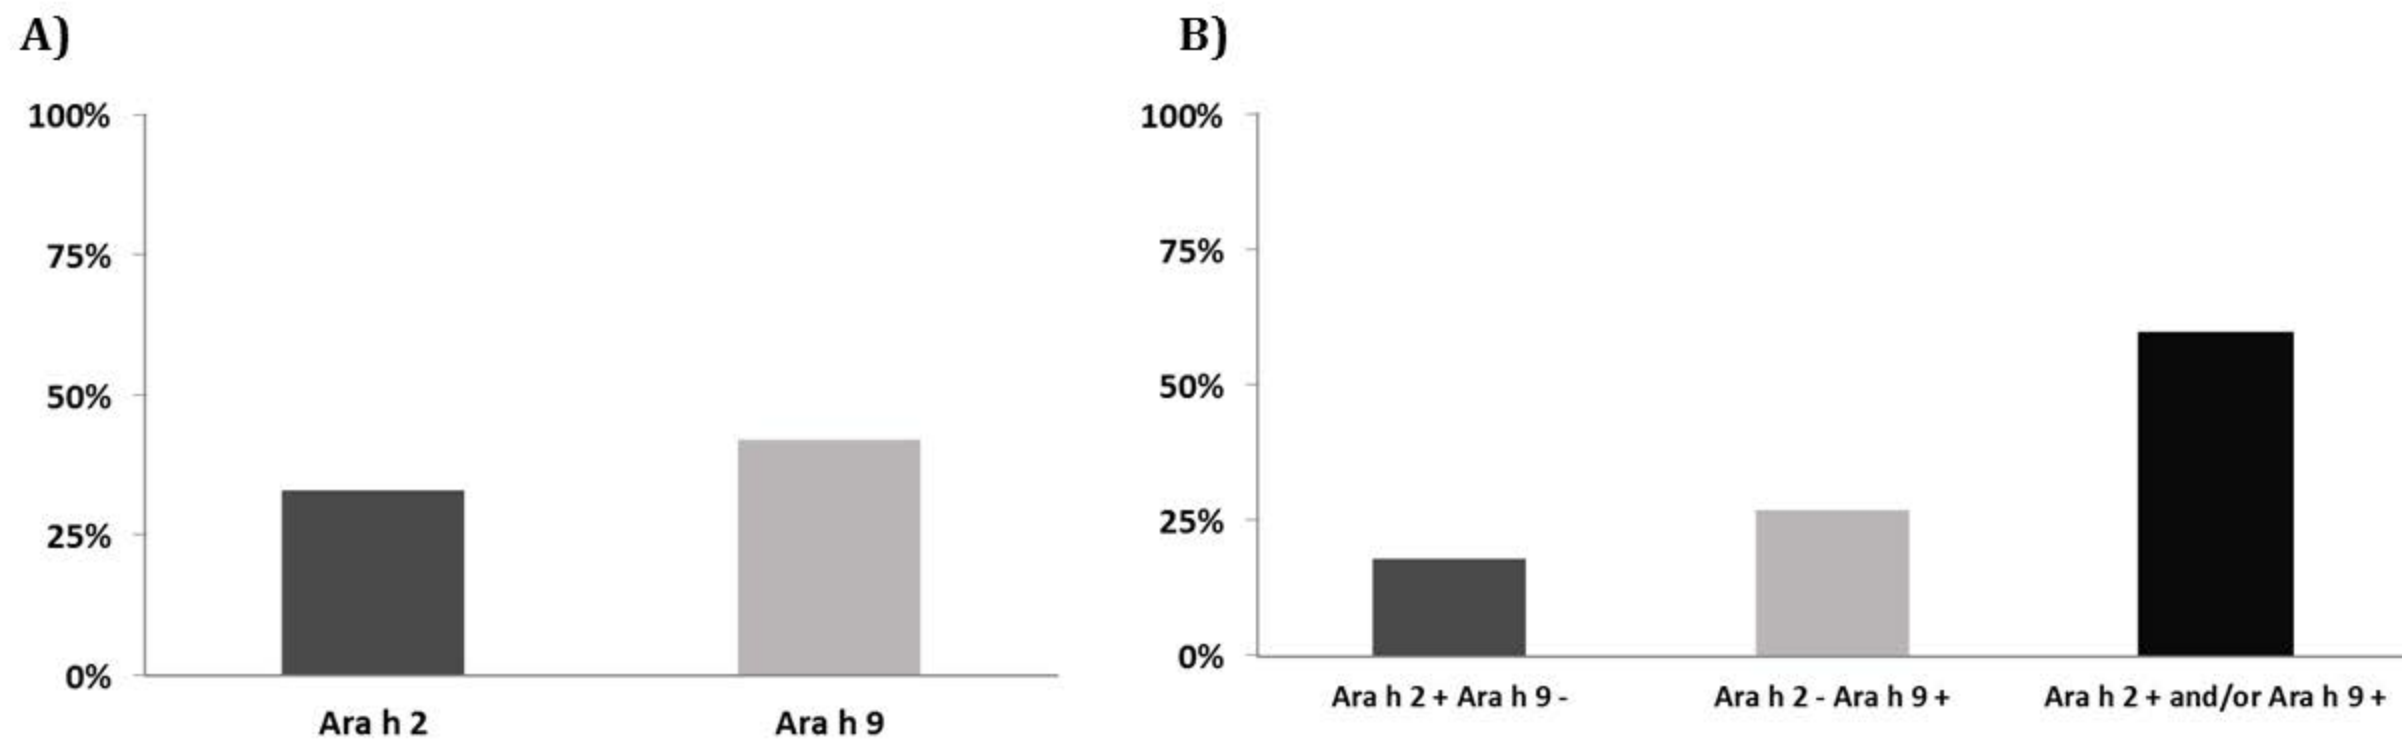 A)
100%
75%
50%
25%
0%
Ara h 2
Ara h 9
B)
100%
75%
50%
25%
0%
Ara h 2 + Ara h 9 -
Ara h 2 - Ara h 9 +
Ara h 2 + and/or Ara h 9 +